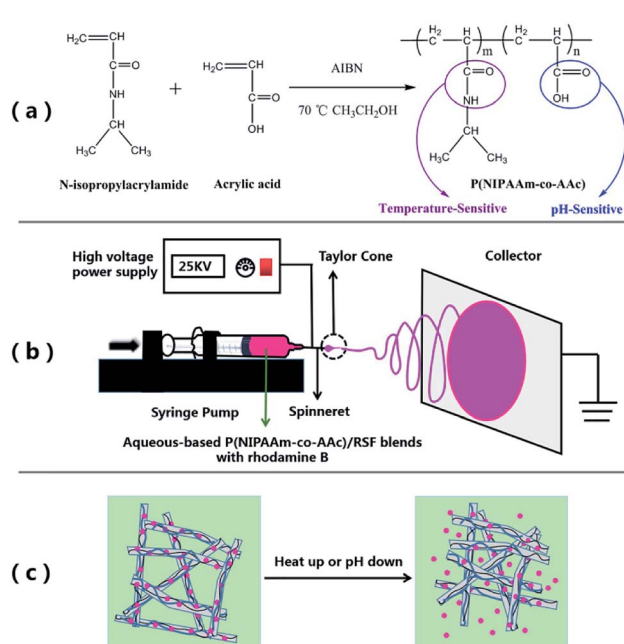 ( a )
H₂C
CH
C
O
NH
CH
H₃C
CH₃
N-isopropylacrylamide
+
H₂C
CH
C
O
OH
Acrylic acid
AIBN
70 ℃ CH₃CH₂OH
H₂
C
H
C
m
H₂
C
H
C
n
C
O
NH
CH
H₃C
CH₃
C
O
OH
P(NIPAAm-co-AAc)
Temperature-Sensitive
pH-Sensitive
( b )
High voltage
power supply
25KV
Taylor Cone
Collector
Syringe Pump
Spinneret
Aqueous-based P(NIPAAm-co-AAc)/RSF blends
with rhodamine B
( c )
Heat up or pH down